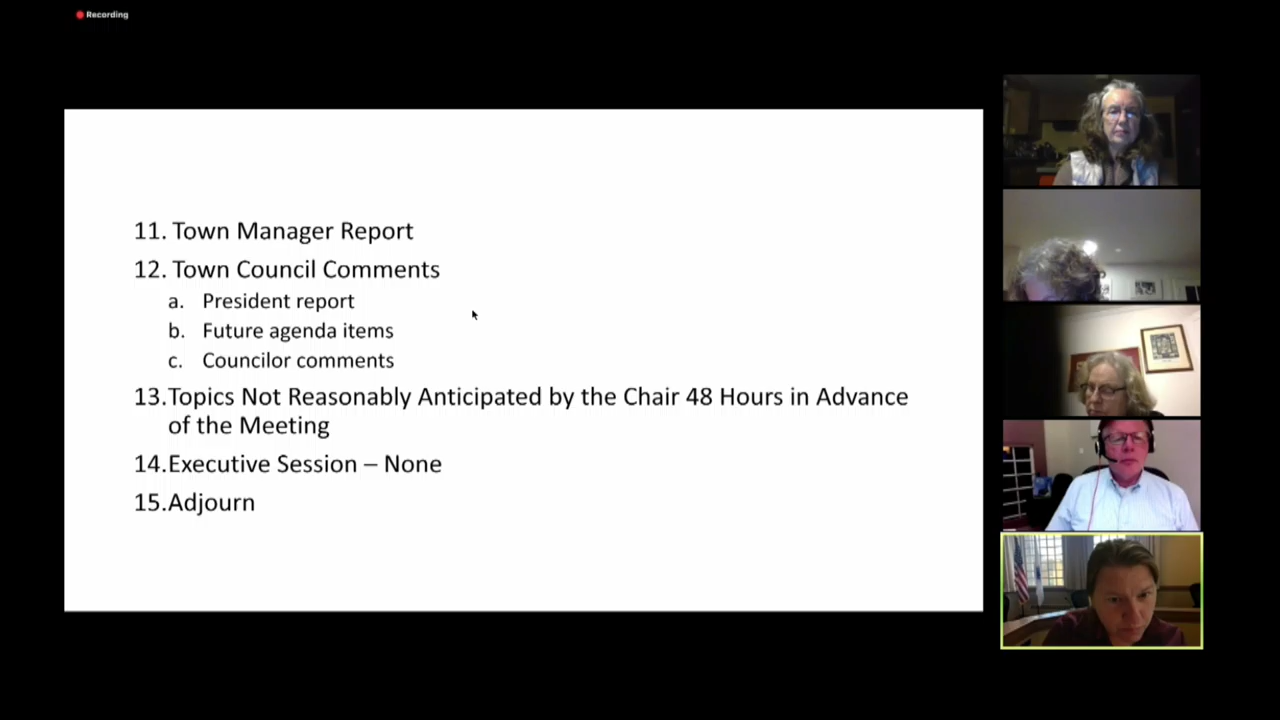 Recording
11. Town Manager Report
12. Town Council Comments
a. President report
b. Future agenda items
c. Councilor comments
13.Topics Not Reasonably Anticipated by the Chair 48 Hours in Advance
of the Meeting
14.Executive Session – None
15.Adjourn